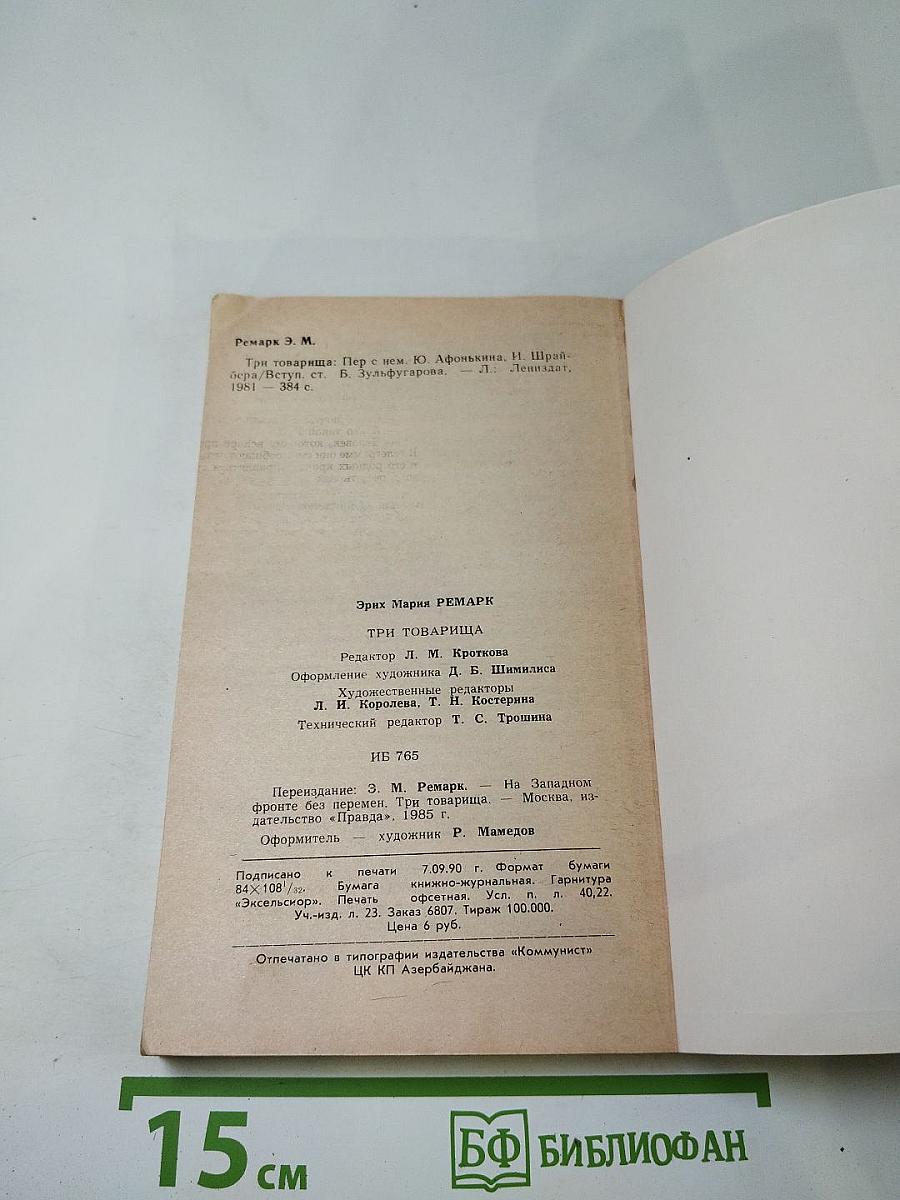 Ремарк Э. М.
Три товарища: Пер с нем. Ю. Афонькина, И. Шрай-
бера/Вступ. ст. Б. Зульфугарова. — Л.: Лениздат,
1981 — 384 с.
Эрих Мария РЕМАРК
ТРИ ТОВАРИЩА
Редактор Л. М. Кроткова
Оформление художника Д. Б. Шимилиса
Художественные редакторы
Л. И. Королева, Т. Н. Костерина
Технический редактор Т. С. Трошина
ИБ 765
Переиздание: З. М. Ремарк. — На Западном
фронте без перемен. Три товарища. — Москва, из-
дательство «Правда», 1985 г.
Оформитель — художник Р. Мамедов
Подписано к печати 7.09.90 г. Формат бумаги
84×108¹/₃₂. Бумага книжно-журнальная. Гарнитура
«Эксельсиор». Печать офсетная. Усл. п. л. 40,22.
Уч.-изд. л. 23. Заказ 6807. Тираж 100.000.
Цена 6 руб.
Отпечатано в типографии издательства «Коммунист»
ЦК КП Азербайджана.
15 см
БФ БИБЛИОФАН